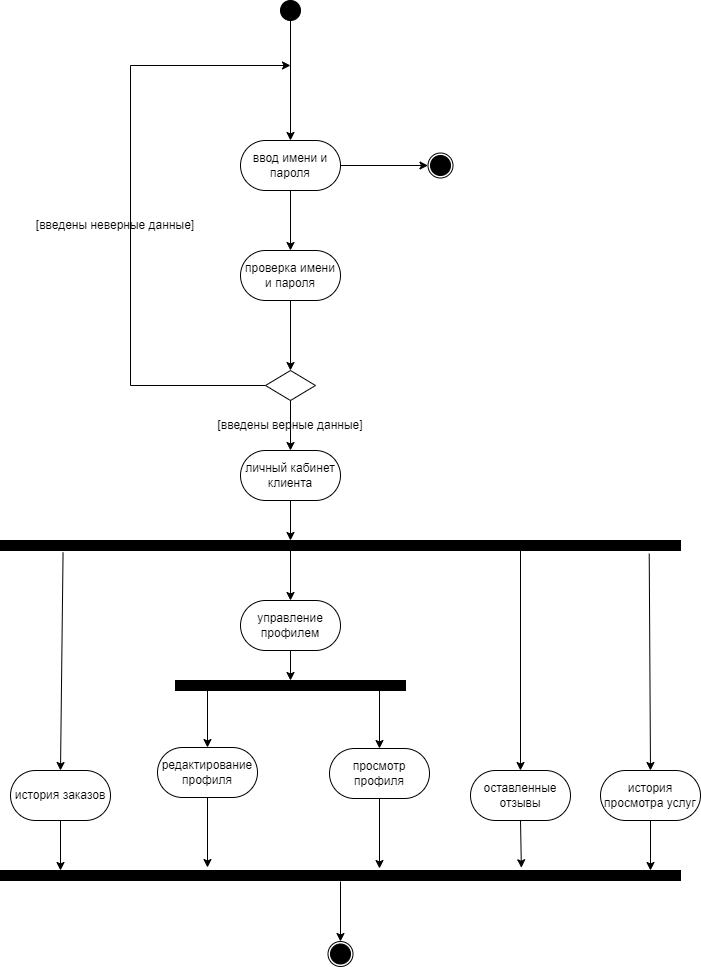 ввод имени и
пароля
[введены неверные данные]
проверка имени
и пароля
[введены верные данные]
личный кабинет
клиента
управление
профилем
редактирование
профиля
просмотр
профиля
история заказов
оставленные
отзывы
история
просмотра услуг